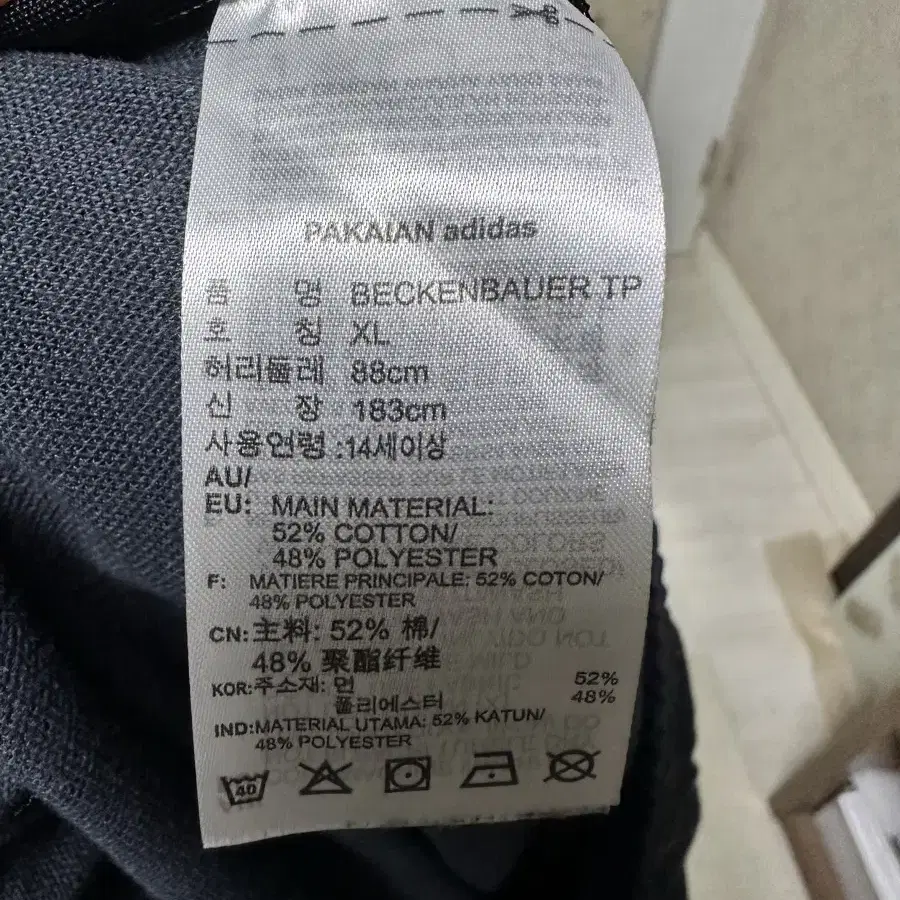 PAKAIAN adidas
품 명 BECKENBAUER TP
호 칭 XL
허리둘레 88cm
신 장 183cm
사용연령 :14세이상
AU/
EU: MAIN MATERIAL:
52% COTTON/
48% POLYESTER
F: MATIERE PRINCIPALE: 52% COTON/
48% POLYESTER
CN: 主料: 52% 棉/
48% 聚酯纤维
KOR: 주소재: 면 52%
폴리에스터 48%
IND: MATERIAL UTAMA: 52% KATUN/
48% POLYESTER
40